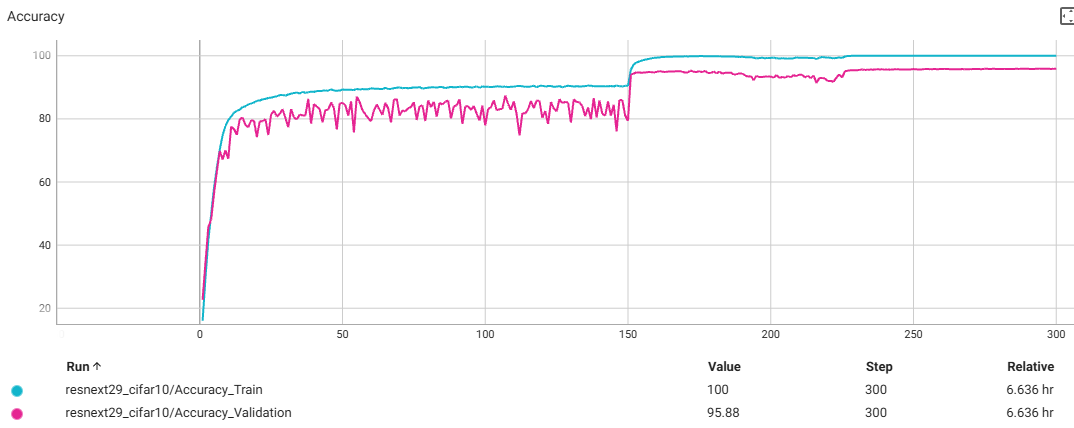 Accuracy
100
80
60
40
20
0 50 100 150 200 250 300
Run Value Step Relative
resnext29_cifar10/Accuracy_Train 100 300 6.636 hr
resnext29_cifar10/Accuracy_Validation 95.88 300 6.636 hr